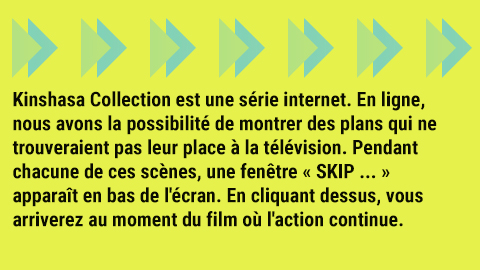 Kinshasa Collection est une série internet. En ligne,
nous avons la possibilité de montrer des plans qui ne
trouveraient pas leur place à la télévision. Pendant
chacune de ces scènes, une fenêtre « SKIP ... »
apparaît en bas de l'écran. En cliquant dessus, vous
arriverez au moment du film où l'action continue.